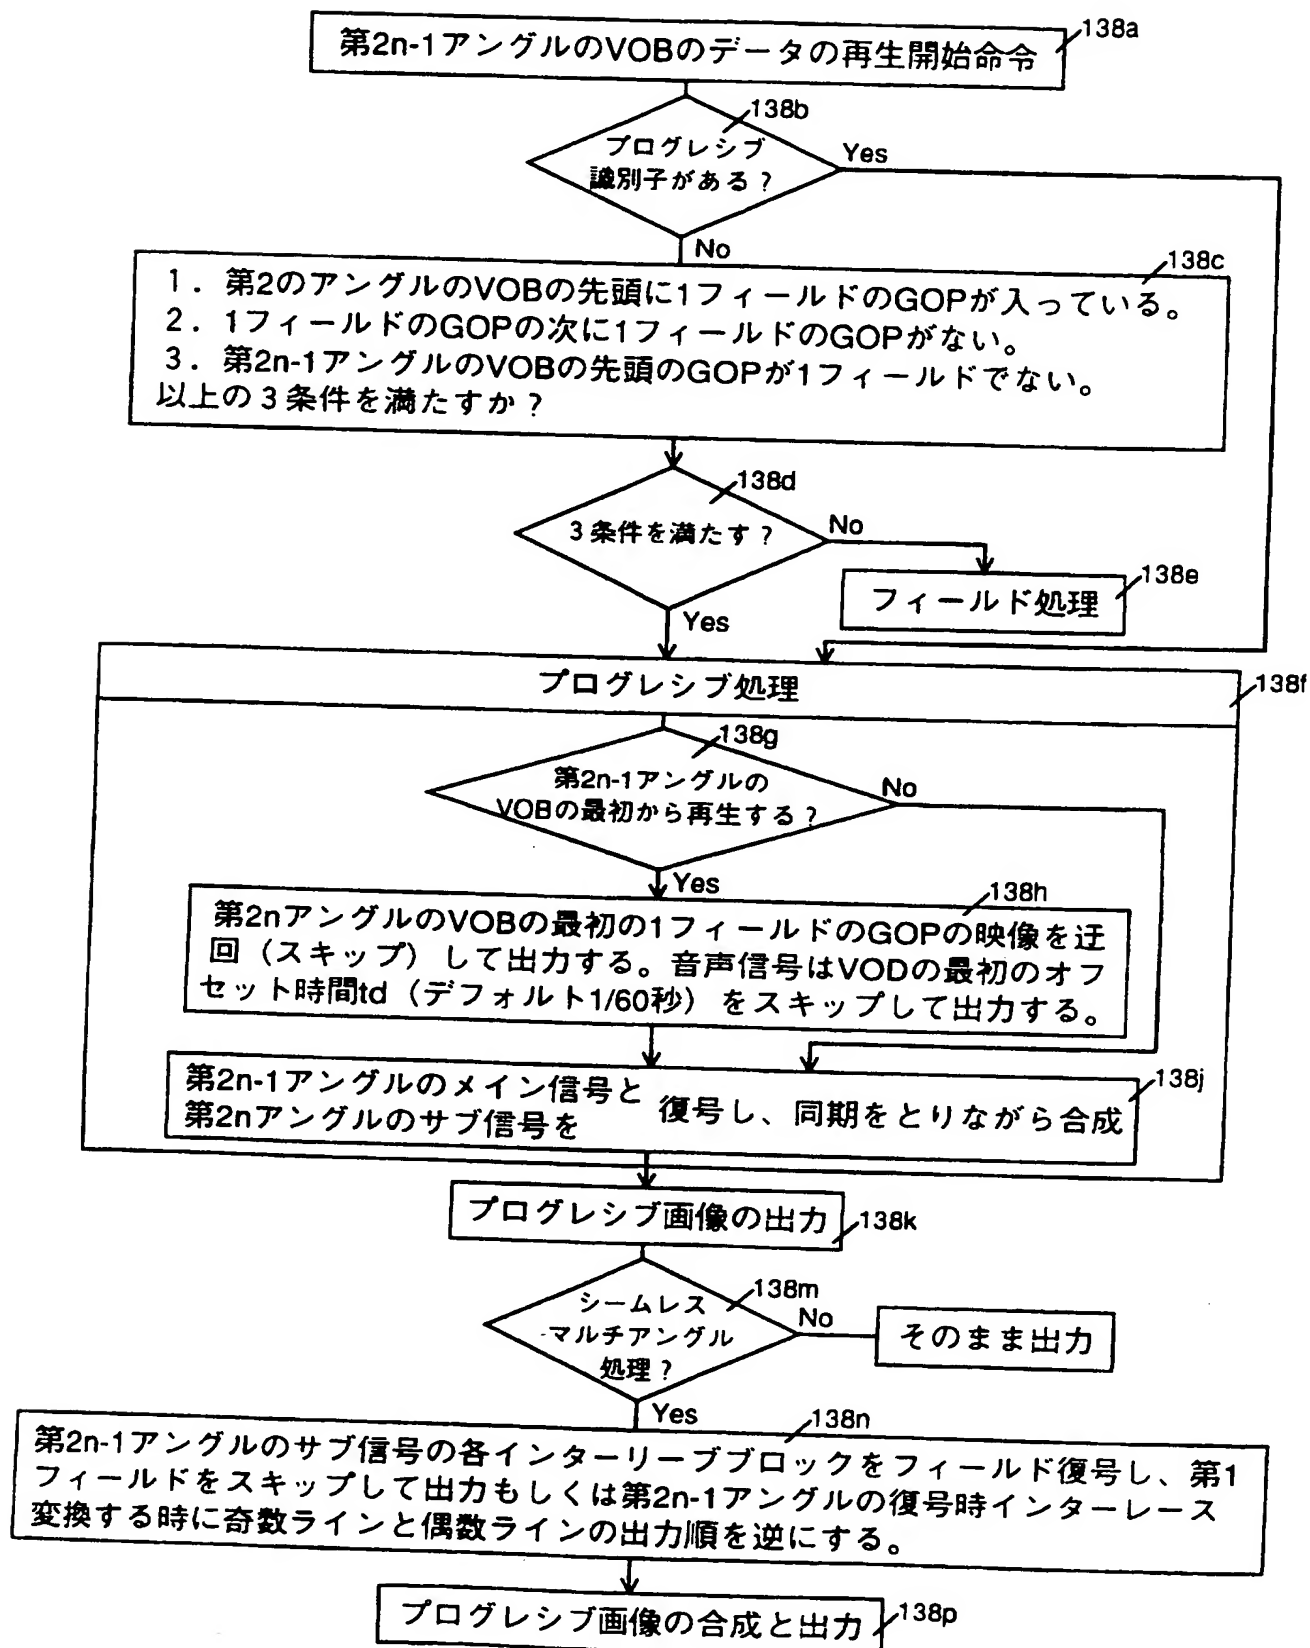 第2n-1アングルのVOBのデータの再生開始命令
138a
138b
プログレシブ
識別子がある？
Yes
No
138c
1．第2のアングルのVOBの先頭に1フィールドのGOPが入っている。
2．1フィールドのGOPの次に1フィールドのGOPがない。
3．第2n-1アングルのVOBの先頭のGOPが1フィールドでない。
以上の3条件を満たすか？
138d
3条件を満たす？
No
138e
フィールド処理
Yes
プログレシブ処理
138f
138g
第2n-1アングルの
VOBの最初から再生する？
No
Yes
138h
第2nアングルのVOBの最初の1フィールドのGOPの映像を迂
回（スキップ）して出力する。音声信号はVODの最初のオフ
セット時間td（デフォルト1/60秒）をスキップして出力する。
138j
第2n-1アングルのメイン信号と
第2nアングルのサブ信号を
復号し、同期をとりながら合成
プログレシブ画像の出力
138k
138m
シームレス
マルチアングル
処理？
No
そのまま出力
Yes
138n
第2n-1アングルのサブ信号の各インターリーブブロックをフィールド復号し、第1
フィールドをスキップして出力もしくは第2n-1アングルの復号時インターレース
変換する時に奇数ラインと偶数ラインの出力順を逆にする。
プログレシブ画像の合成と出力
138p